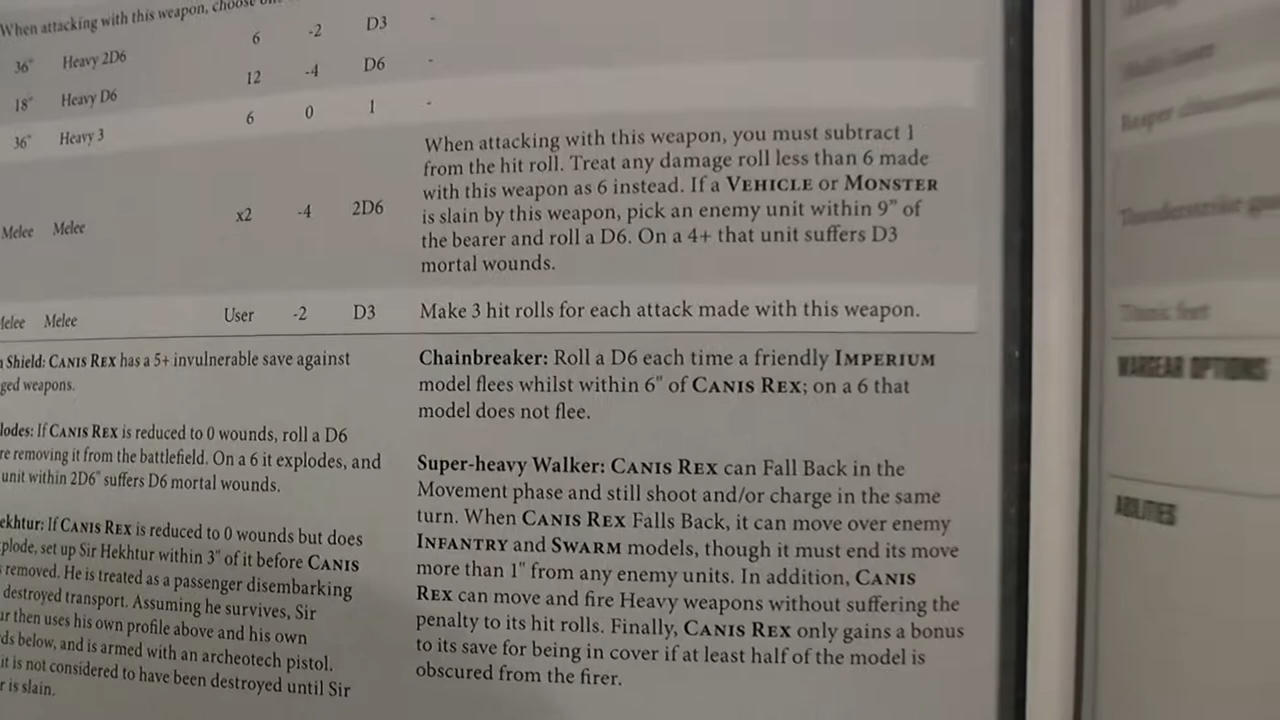 When attacking with this weapon, choose
36" Heavy 2D6 6 -2 D3 -
18" Heavy D6 12 -4 D6 -
36" Heavy 3 6 0 1 -
Melee Melee x2 -4 2D6
When attacking with this weapon, you must subtract 1
from the hit roll. Treat any damage roll less than 6 made
with this weapon as 6 instead. If a VEHICLE or MONSTER
is slain by this weapon, pick an enemy unit within 9" of
the bearer and roll a D6. On a 4+ that unit suffers D3
mortal wounds.
Melee Melee User -2 D3 Make 3 hit rolls for each attack made with this weapon.
Shield: CANIS REX has a 5+ invulnerable save against
ged weapons.
lodes: If CANIS REX is reduced to 0 wounds, roll a D6
re removing it from the battlefield. On a 6 it explodes, and
unit within 2D6" suffers D6 mortal wounds.
ekhtur: If CANIS REX is reduced to 0 wounds but does
plode, set up Sir Hekhtur within 3" of it before CANIS
removed. He is treated as a passenger disembarking
destroyed transport. Assuming he survives, Sir
ur then uses his own profile above and his own
ds below, and is armed with an archeotech pistol.
it is not considered to have been destroyed until Sir
r is slain.
Chainbreaker: Roll a D6 each time a friendly IMPERIUM
model flees whilst within 6" of CANIS REX; on a 6 that
model does not flee.
Super-heavy Walker: CANIS REX can Fall Back in the
Movement phase and still shoot and/or charge in the same
turn. When CANIS REX Falls Back, it can move over enemy
INFANTRY and SWARM models, though it must end its move
more than 1" from any enemy units. In addition, CANIS
REX can move and fire Heavy weapons without suffering the
penalty to its hit rolls. Finally, CANIS REX only gains a bonus
to its save for being in cover if at least half of the model is
obscured from the firer.
Titanic feet
WARGEAR OPTIONS
ABILITIES